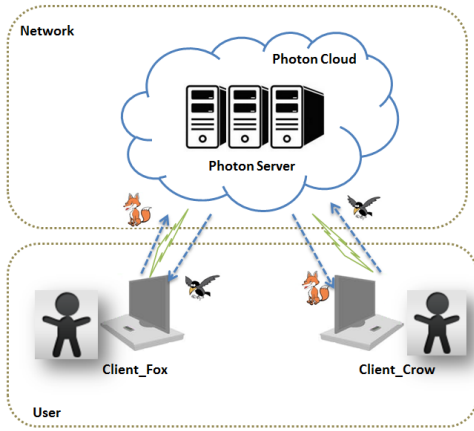 Network
Photon Cloud
Photon Server
Client_Fox
Client_Crow
User